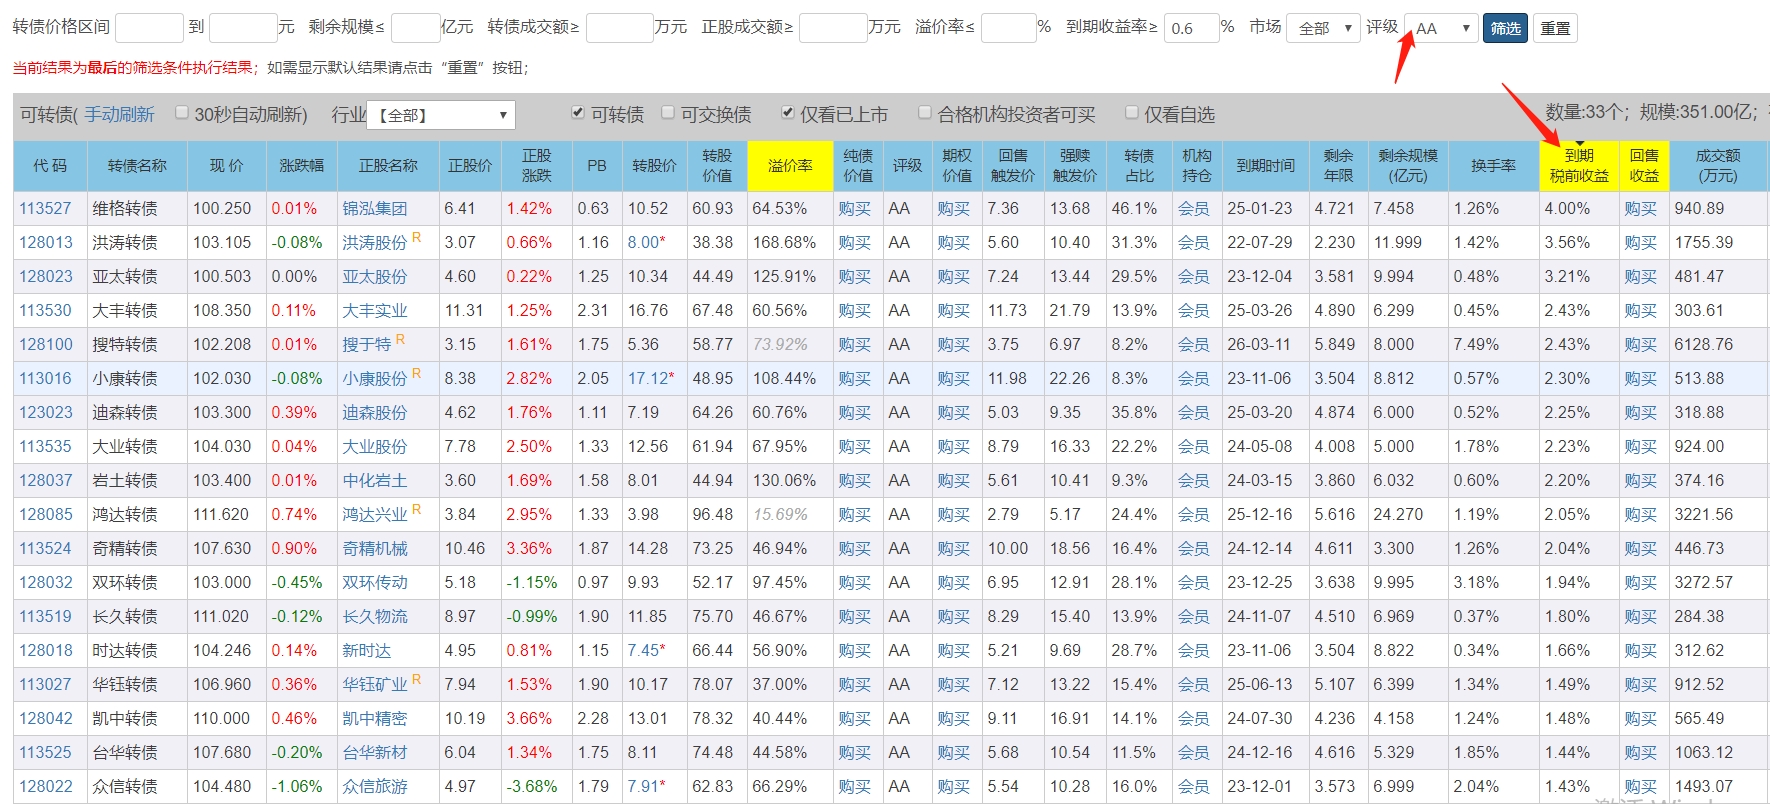 转债价格区间 到 元 剩余规模≤ 亿元 转债成交额≥ 万元 正股成交额≥ 万元 溢价率≤ % 到期收益率≥ 0.6 % 市场 全部 评级 AA 筛选 重置
当前结果为最后的筛选条件执行结果；如需显示默认结果请点击“重置”按钮；
可转债( 手动刷新 30秒自动刷新) 行业 【全部】 可转债 可交换债 仅看已上市 合格机构投资者可买 仅看自选 数量:33个；规模:351.00亿；
代 码 转债名称 现 价 涨跌幅 正股名称 正股价 正股涨跌 PB 转股价 转股价值 溢价率 纯债价值 评级 期权价值 回售触发价 强赎触发价 转债占比 机构持仓 到期时间 剩余年限 剩余规模(亿元) 换手率 到期税前收益 回售收益 成交额(万元)
113527 维格转债 100.250 0.01% 锦泓集团 6.41 1.42% 0.63 10.52 60.93 64.53% 购买 AA 购买 7.36 13.68 46.1% 会员 25-01-23 4.721 7.458 1.26% 4.00% 购买 940.89
128013 洪涛转债 103.105 -0.08% 洪涛股份 R 3.07 0.66% 1.16 8.00* 38.38 168.68% 购买 AA 购买 5.60 10.40 31.3% 会员 22-07-29 2.230 11.999 1.42% 3.56% 购买 1755.39
128023 亚太转债 100.503 0.00% 亚太股份 4.60 0.22% 1.25 10.34 44.49 125.91% 购买 AA 购买 7.24 13.44 29.5% 会员 23-12-04 3.581 9.994 0.48% 3.21% 购买 481.47
113530 大丰转债 108.350 0.11% 大丰实业 11.31 1.25% 2.31 16.76 67.48 60.56% 购买 AA 购买 11.73 21.79 13.9% 会员 25-03-26 4.890 6.299 0.45% 2.43% 购买 303.61
128100 搜特转债 102.208 0.01% 搜于特 R 3.15 1.61% 1.75 5.36 58.77 73.92% 购买 AA 购买 3.75 6.97 8.2% 会员 26-03-11 5.849 8.000 7.49% 2.43% 购买 6128.76
113016 小康转债 102.030 -0.08% 小康股份 R 8.38 2.82% 2.05 17.12* 48.95 108.44% 购买 AA 购买 11.98 22.26 8.3% 会员 23-11-06 3.504 8.812 0.57% 2.30% 购买 513.88
123023 迪森转债 103.300 0.39% 迪森股份 4.62 1.76% 1.11 7.19 64.26 60.76% 购买 AA 购买 5.03 9.35 35.8% 会员 25-03-20 4.874 6.000 0.52% 2.25% 购买 318.88
113535 大业转债 104.030 0.04% 大业股份 7.78 2.50% 1.33 12.56 61.94 67.95% 购买 AA 购买 8.79 16.33 22.2% 会员 24-05-08 4.008 5.000 1.78% 2.23% 购买 924.00
128037 岩土转债 103.400 0.01% 中化岩土 3.60 1.69% 1.58 8.01 44.94 130.06% 购买 AA 购买 5.61 10.41 9.3% 会员 24-03-15 3.860 6.032 0.60% 2.20% 购买 374.16
128085 鸿达转债 111.620 0.74% 鸿达兴业 R 3.84 2.95% 1.33 3.98 96.48 15.69% 购买 AA 购买 2.79 5.17 24.4% 会员 25-12-16 5.616 24.270 1.19% 2.05% 购买 3221.56
113524 奇精转债 107.630 0.90% 奇精机械 10.46 3.36% 1.87 14.28 73.25 46.94% 购买 AA 购买 10.00 18.56 16.4% 会员 24-12-14 4.611 3.300 1.26% 2.04% 购买 446.73
128032 双环转债 103.000 -0.45% 双环传动 5.18 -1.15% 0.97 9.93 52.17 97.45% 购买 AA 购买 6.95 12.91 28.1% 会员 23-12-25 3.638 9.995 3.18% 1.94% 购买 3272.57
113519 长久转债 111.020 -0.12% 长久物流 8.97 -0.99% 1.90 11.85 75.70 46.67% 购买 AA 购买 8.29 15.40 13.9% 会员 24-11-07 4.510 6.969 0.37% 1.80% 购买 284.38
128018 时达转债 104.246 0.14% 新时达 4.95 0.81% 1.15 7.45* 66.44 56.90% 购买 AA 购买 5.21 9.69 28.7% 会员 23-11-06 3.504 8.822 0.34% 1.66% 购买 312.62
113027 华钰转债 106.960 0.36% 华钰矿业 R 7.94 1.53% 1.90 10.17 78.07 37.00% 购买 AA 购买 7.12 13.22 15.4% 会员 25-06-13 5.107 6.399 1.34% 1.49% 购买 912.52
128042 凯中转债 110.000 0.46% 凯中精密 10.19 3.66% 2.28 13.01 78.32 40.44% 购买 AA 购买 9.11 16.91 14.1% 会员 24-07-30 4.236 4.158 1.24% 1.48% 购买 565.49
113525 台华转债 107.680 -0.20% 台华新材 6.04 1.34% 1.75 8.11 74.48 44.58% 购买 AA 购买 5.68 10.54 11.5% 会员 24-12-16 4.616 5.329 1.85% 1.44% 购买 1063.12
128022 众信转债 104.480 -1.06% 众信旅游 4.97 -3.68% 1.79 7.91* 62.83 66.29% 购买 AA 购买 5.54 10.28 16.0% 会员 23-12-01 3.573 6.999 2.04% 1.43% 购买 1493.07